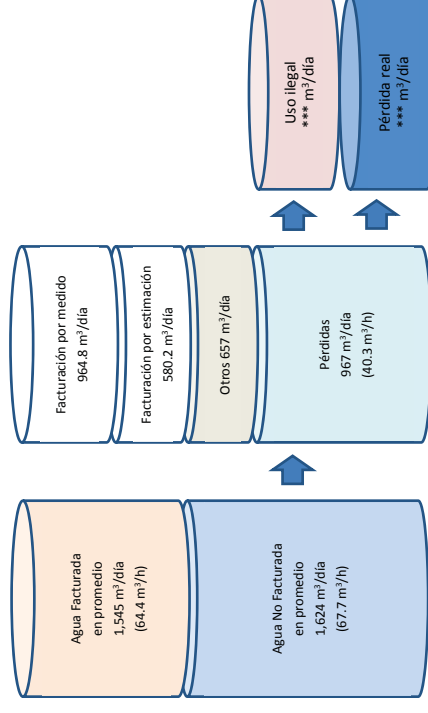 Agua Facturada
en promedio
1,545 m³/día
(64.4 m³/h)
Agua No Facturada
en promedio
1,624 m³/día
(67.7 m³/h)
Facturación por medido
964.8 m³/día
Facturación por estimación
580.2 m³/día
Otros 657 m³/día
Pérdidas
967 m³/día
(40.3 m³/h)
Uso ilegal
*** m³/día
Pérdida real
*** m³/día